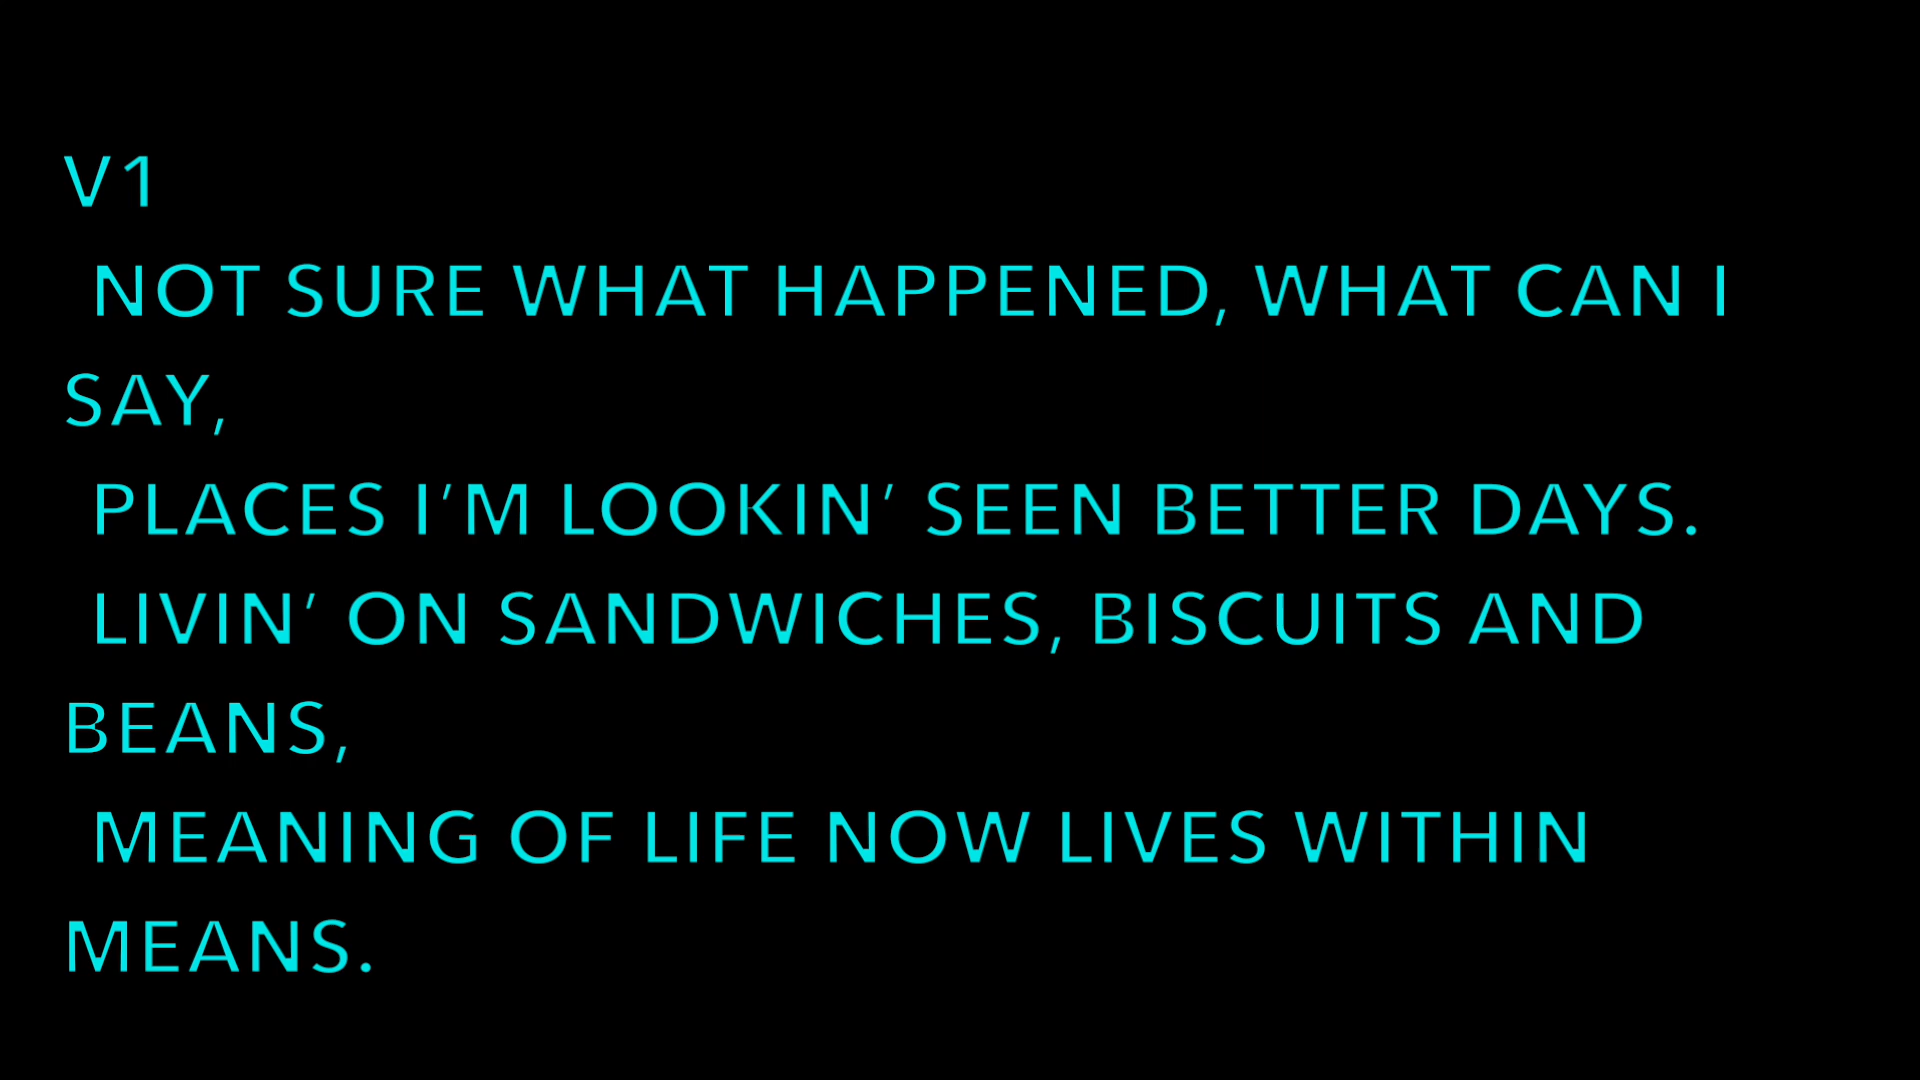 V1
NOT SURE WHAT HAPPENED, WHAT CAN I
SAY,
PLACES I’M LOOKIN’ SEEN BETTER DAYS.
LIVIN’ ON SANDWICHES, BISCUITS AND
BEANS,
MEANING OF LIFE NOW LIVES WITHIN
MEANS.